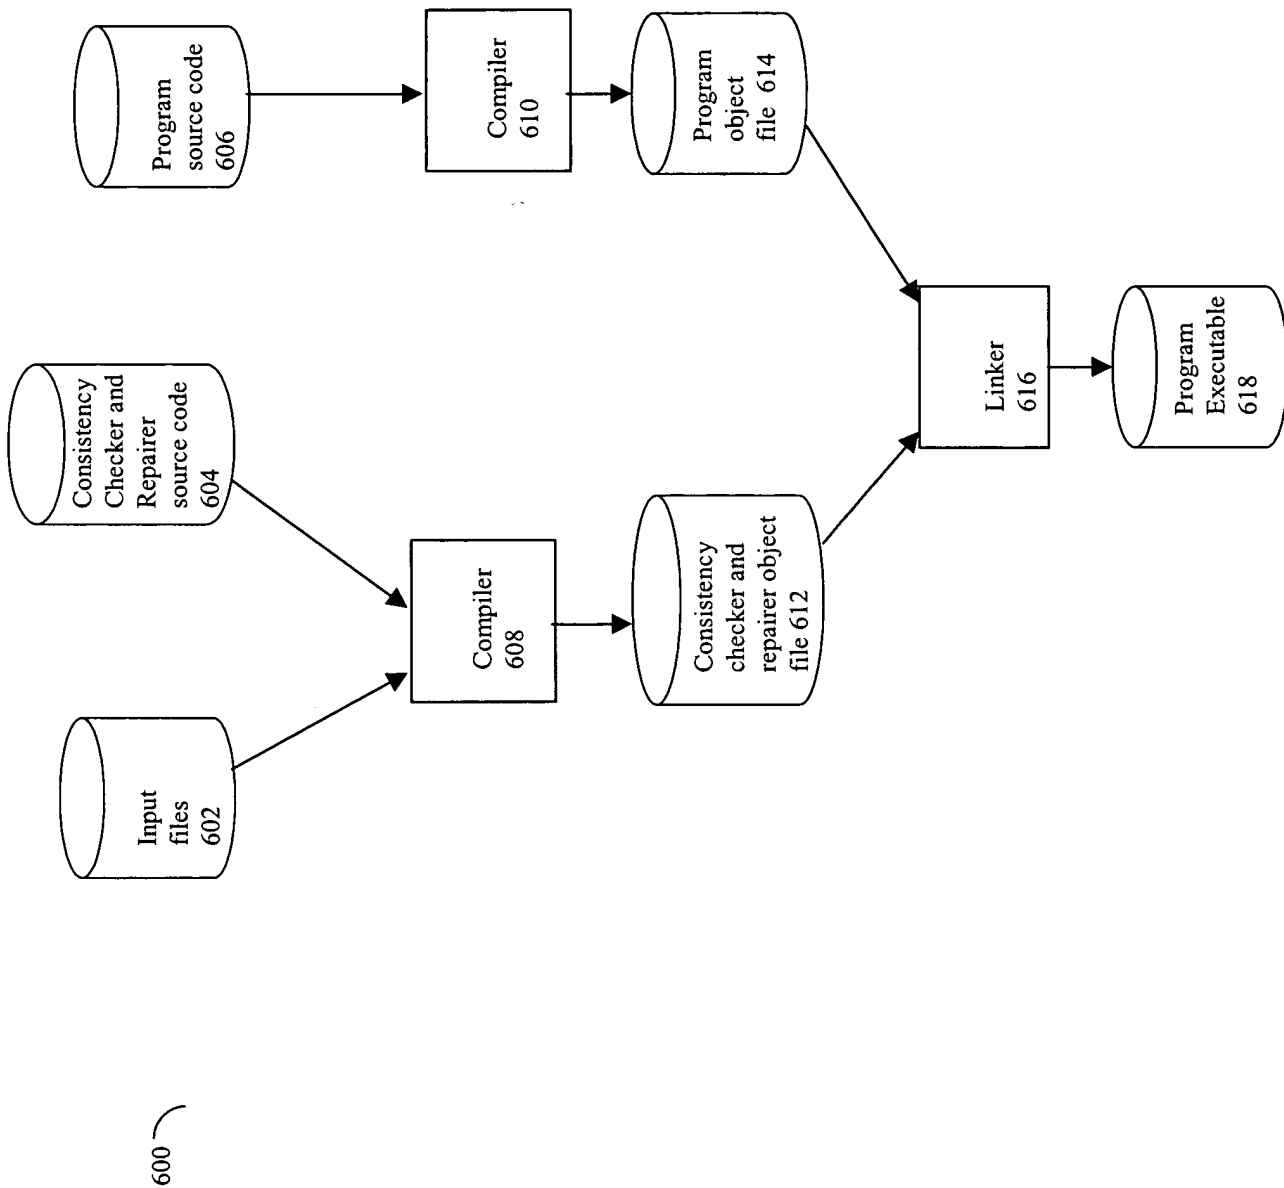 600
Input
files
602
Consistency
Checker and
Repairer
source code
604
Program
source code
606
Compiler
608
Compiler
610
Consistency
checker and
repairer object
file 612
Program
object
file 614
Linker
616
Program
Executable
618